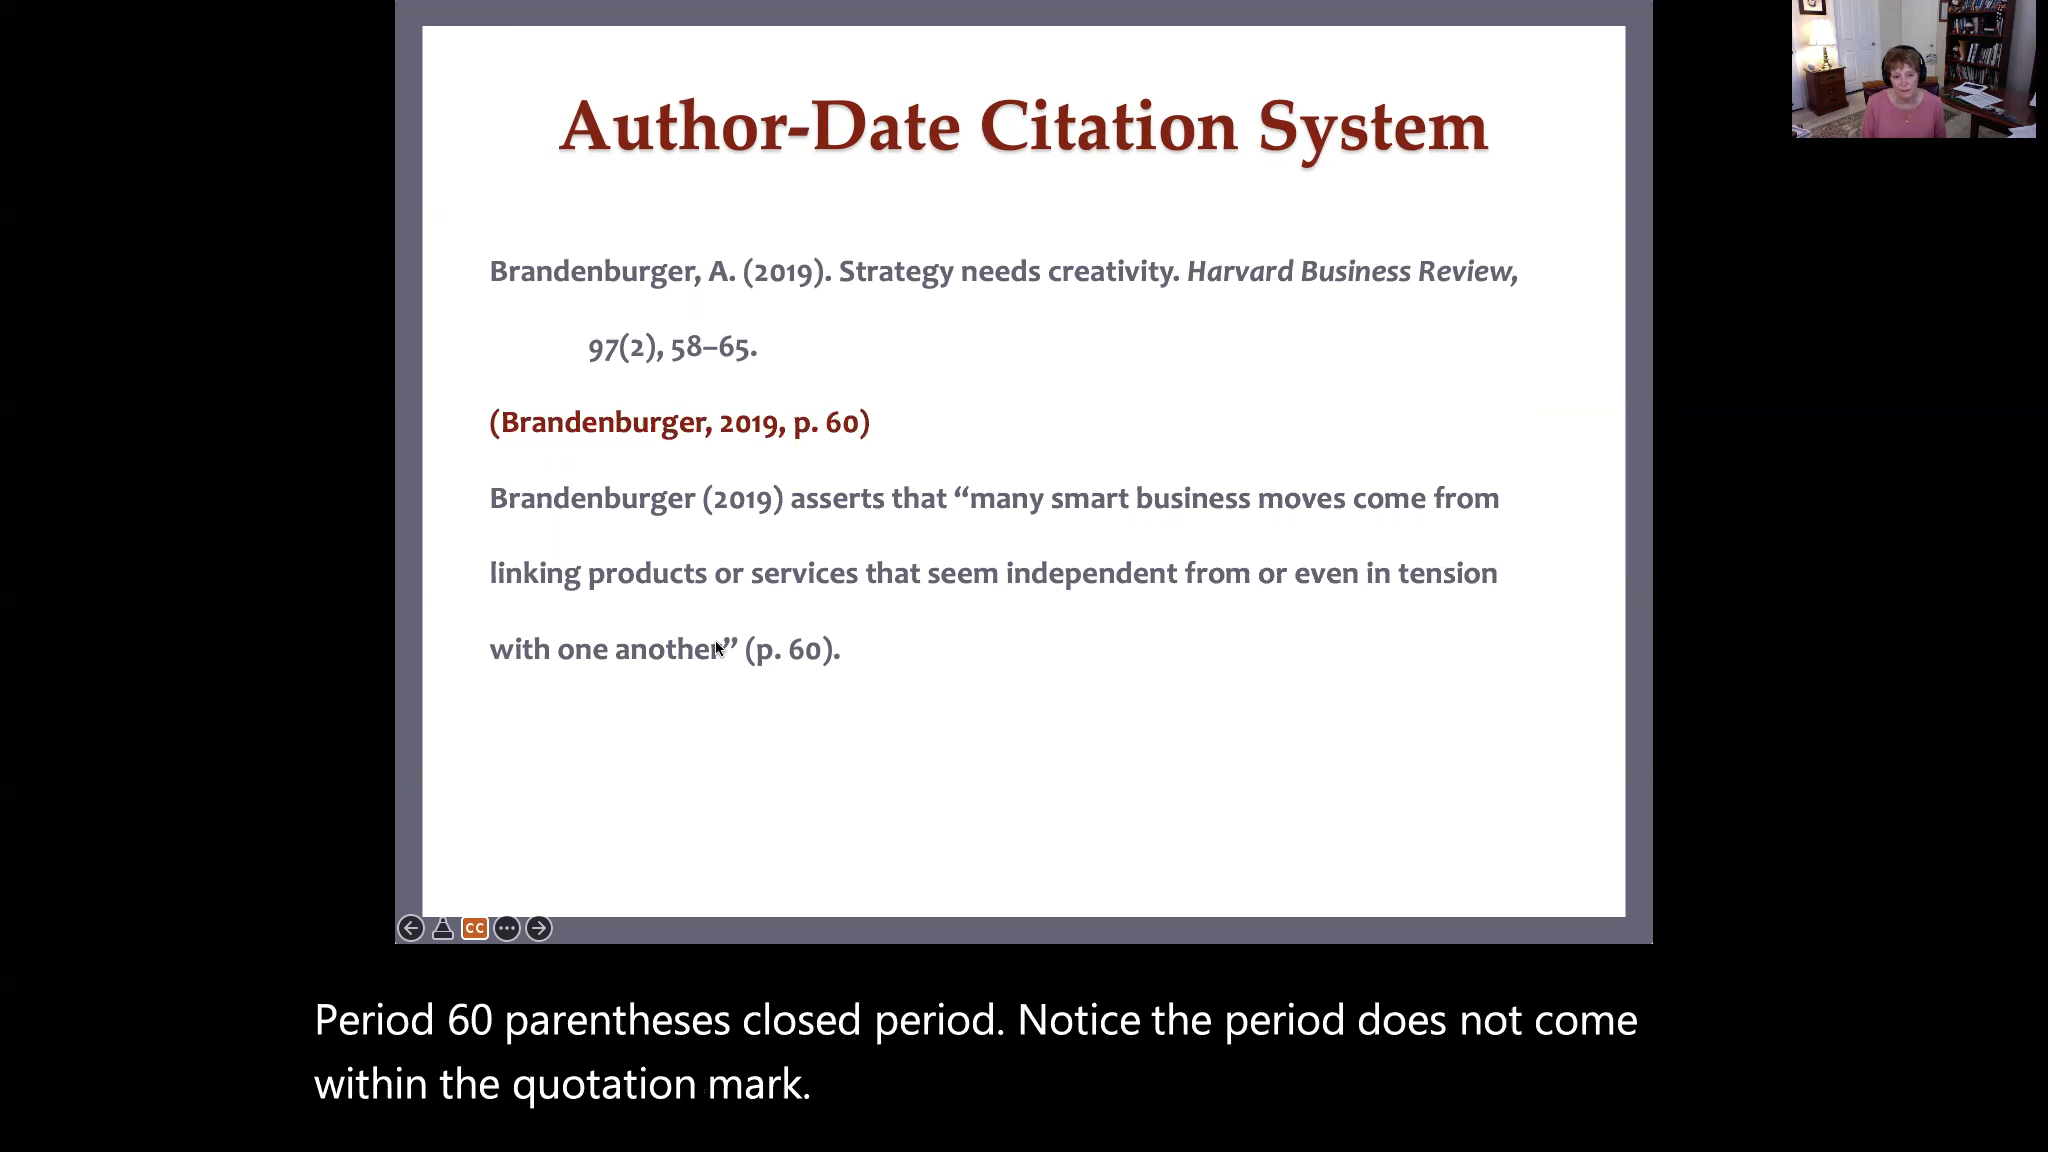 Author-Date Citation System
Brandenburger, A. (2019). Strategy needs creativity. Harvard Business Review,
97(2), 58–65.
(Brandenburger, 2019, p. 60)
Brandenburger (2019) asserts that “many smart business moves come from
linking products or services that seem independent from or even in tension
with one another” (p. 60).
CC
Period 60 parentheses closed period. Notice the period does not come
within the quotation mark.